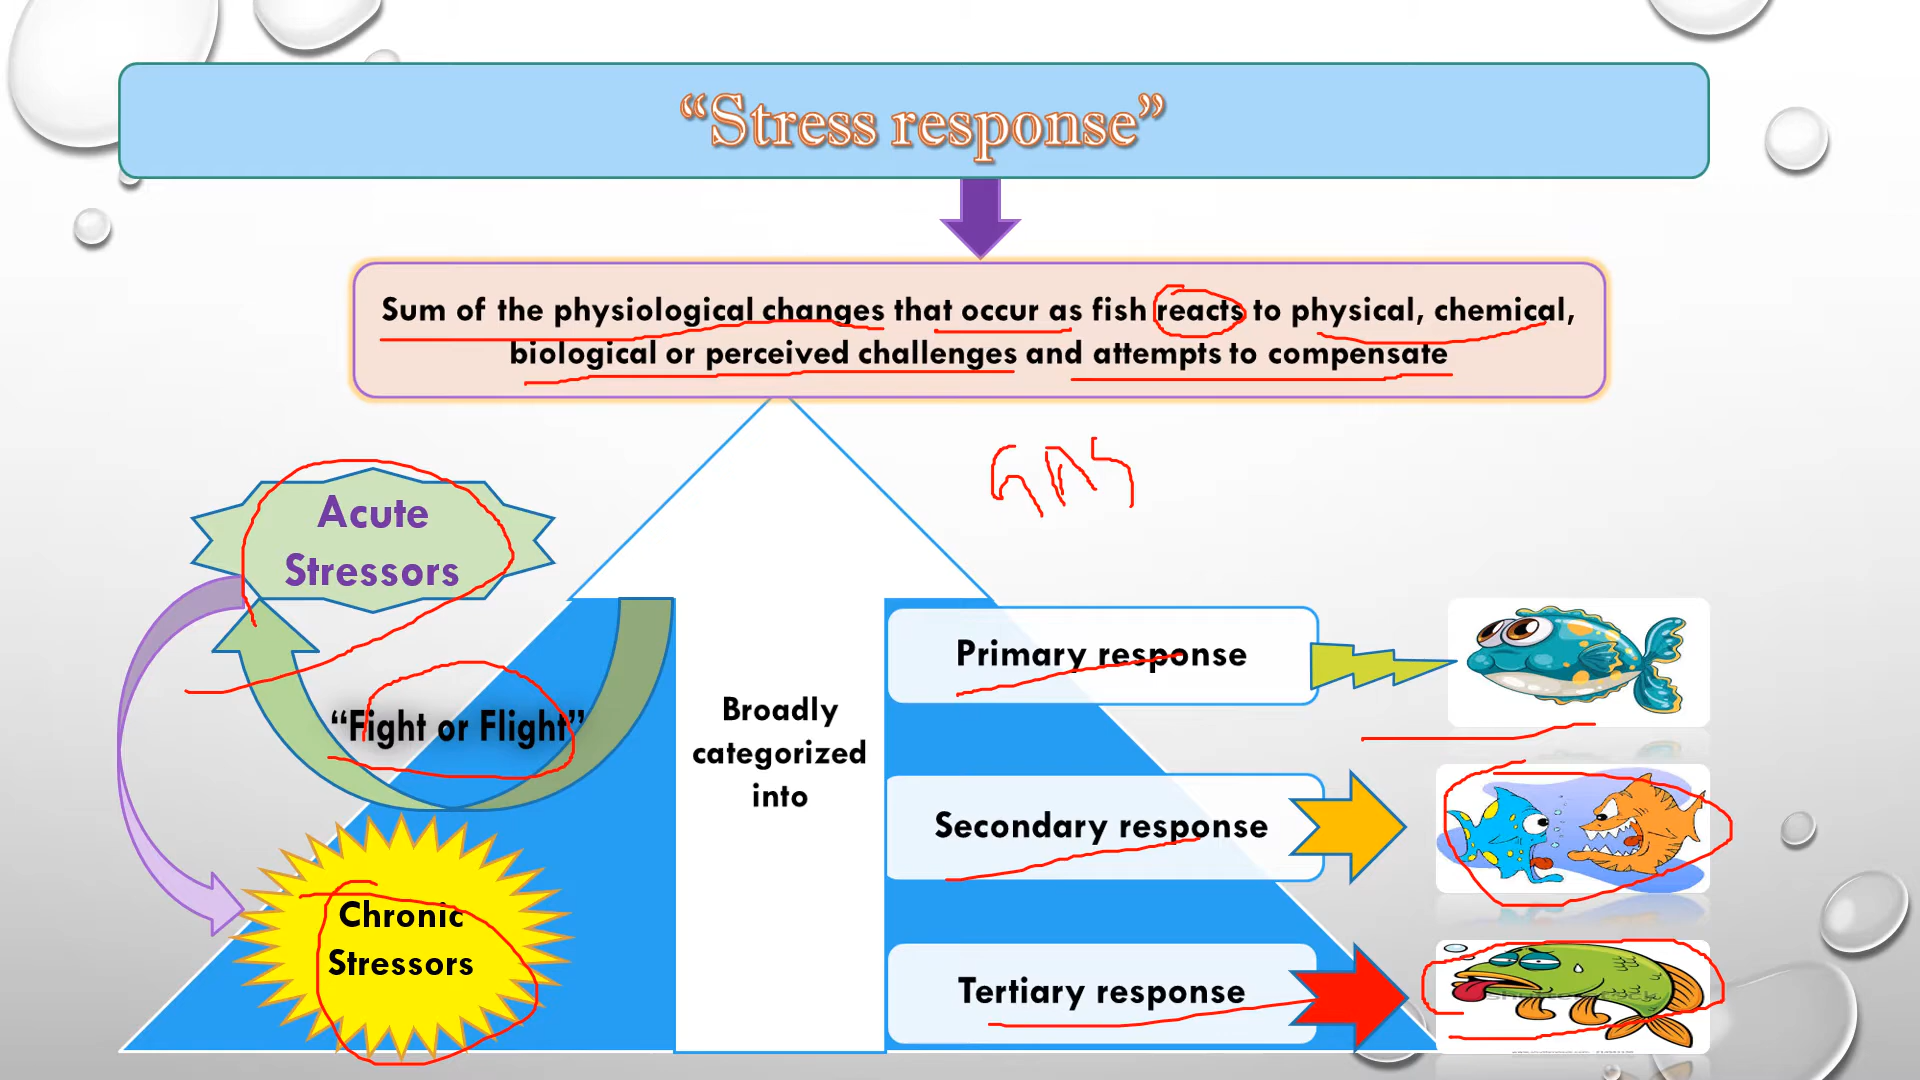 “Stress response”
Sum of the physiological changes that occur as fish reacts to physical, chemical,
biological or perceived challenges and attempts to compensate
GAS
Acute
Stressors
“Fight or Flight”
Chronic
Stressors
Broadly
categorized
into
Primary response
Secondary response
Tertiary response